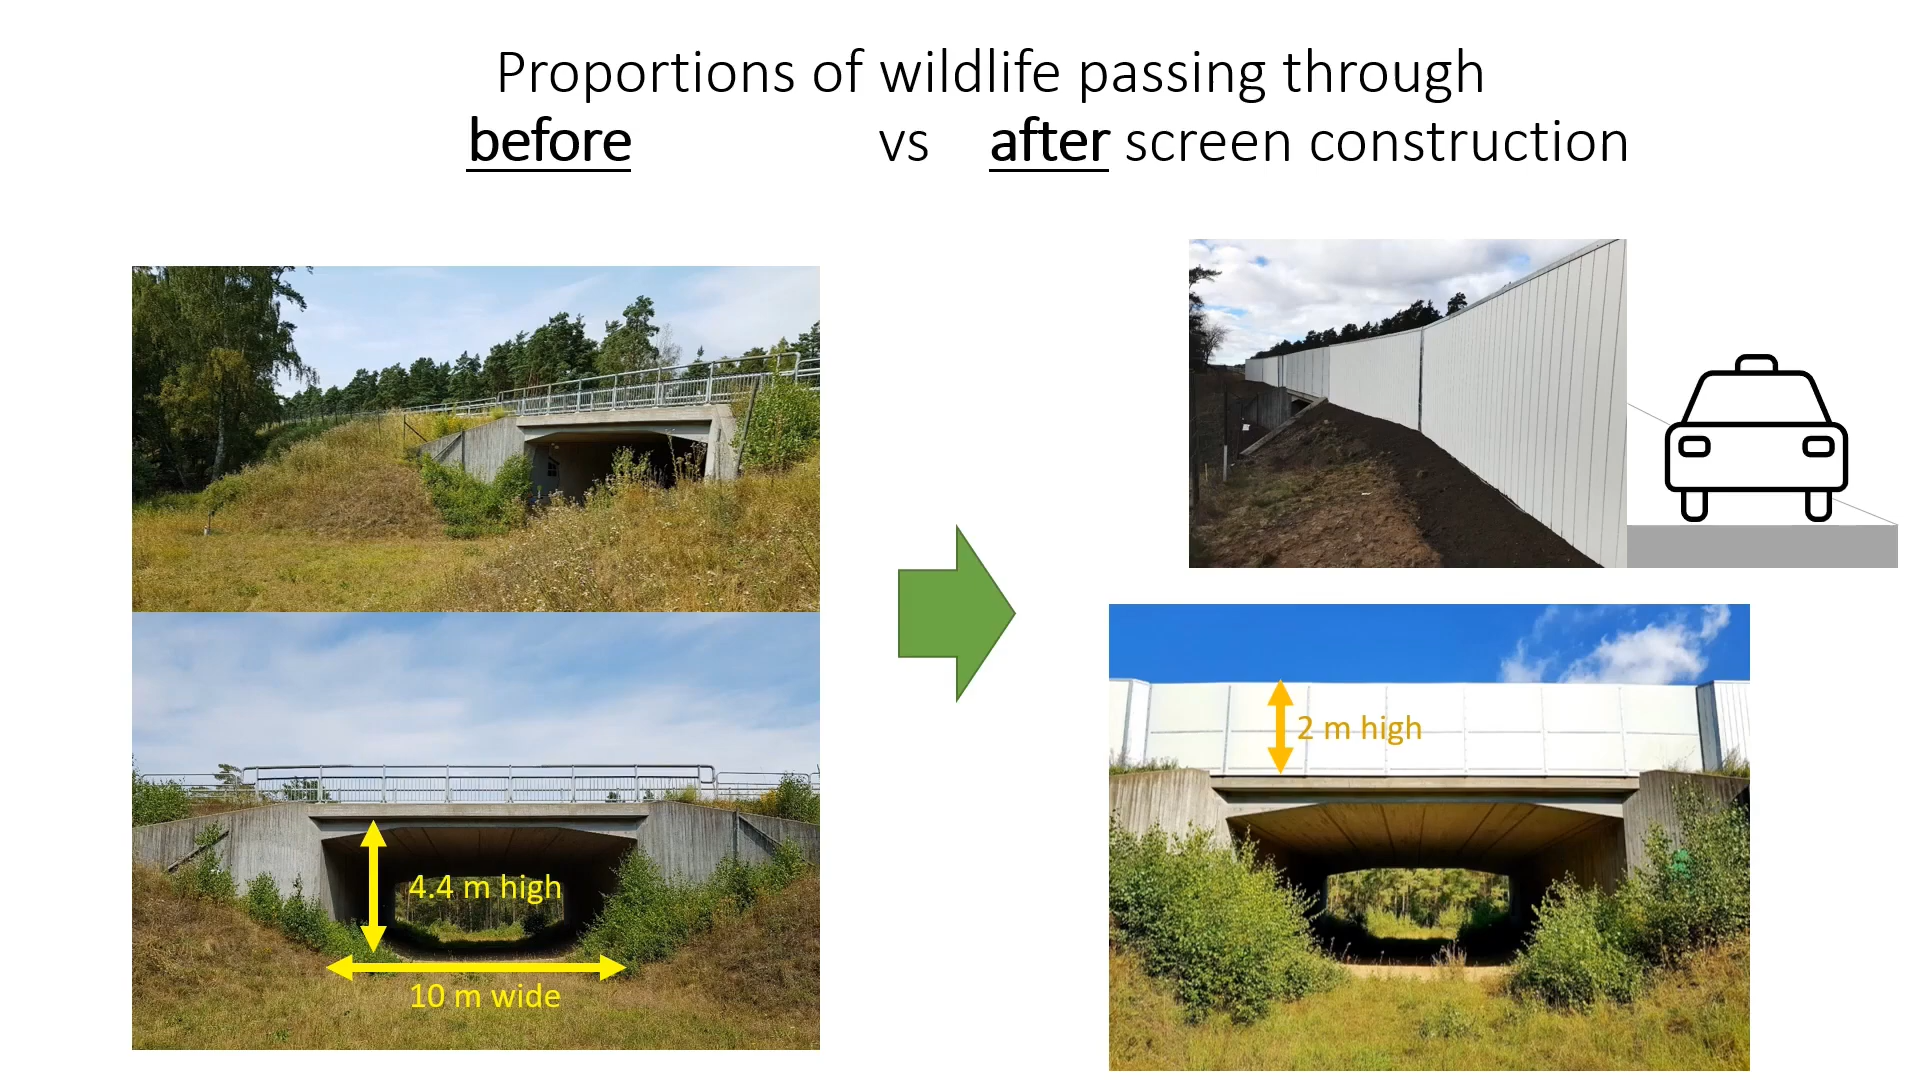 Proportions of wildlife passing through
before vs after screen construction
4.4 m high
10 m wide
2 m high